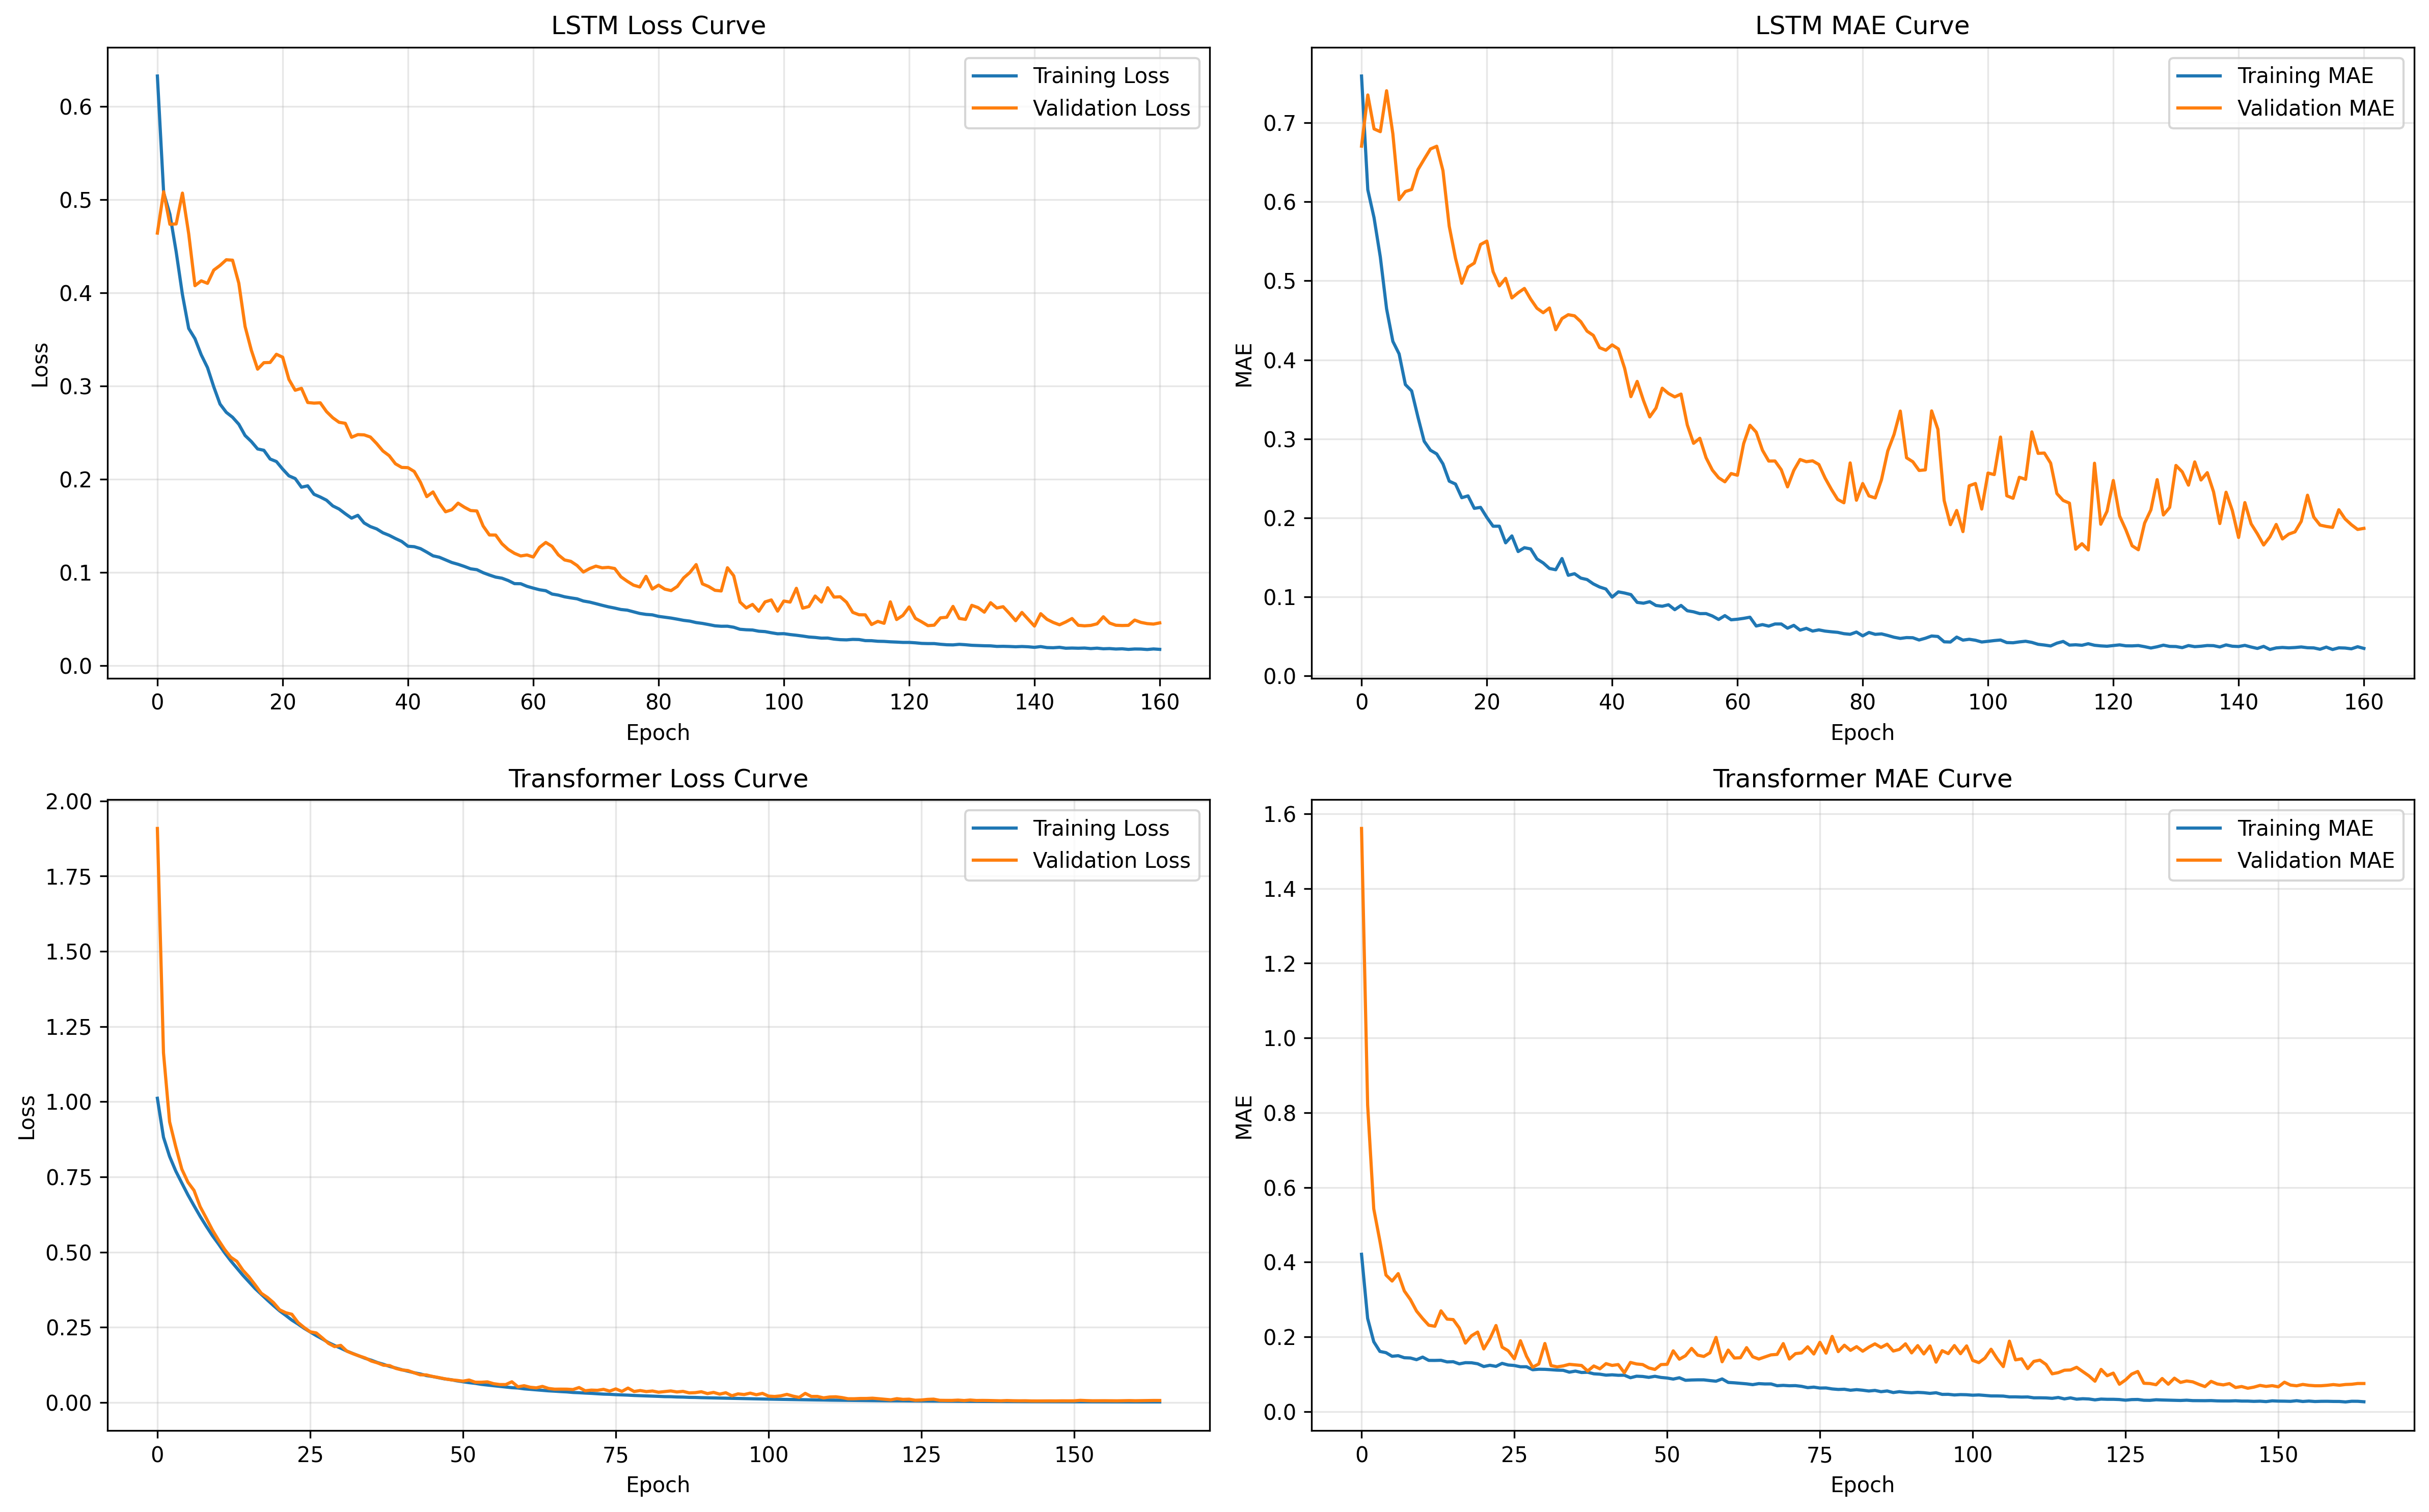 LSTM Loss Curve
Training Loss
Validation Loss
Loss
0.6
0.5
0.4
0.3
0.2
0.1
0.0
0 20 40 60 80 100 120 140 160
Epoch
LSTM MAE Curve
Training MAE
Validation MAE
MAE
0.7
0.6
0.5
0.4
0.3
0.2
0.1
0.0
0 20 40 60 80 100 120 140 160
Epoch
Transformer Loss Curve
Training Loss
Validation Loss
Loss
2.00
1.75
1.50
1.25
1.00
0.75
0.50
0.25
0.00
0 25 50 75 100 125 150
Epoch
Transformer MAE Curve
Training MAE
Validation MAE
MAE
1.6
1.4
1.2
1.0
0.8
0.6
0.4
0.2
0.0
0 25 50 75 100 125 150
Epoch